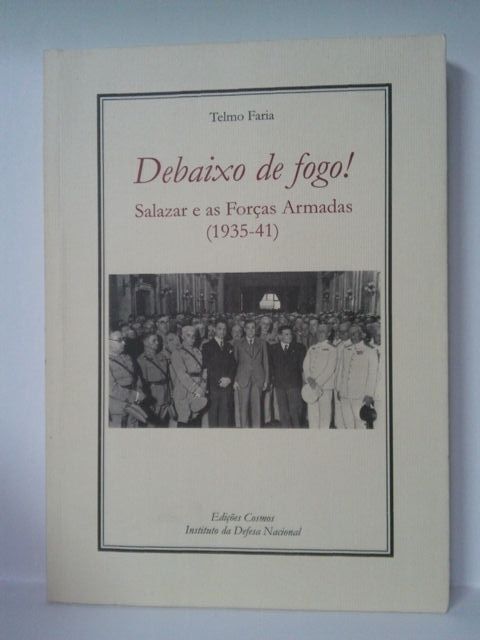 Telmo Faria
Debaixo de fogo!
Salazar e as Forças Armadas
(1935-41)
Edições Cosmos
Instituto da Defesa Nacional